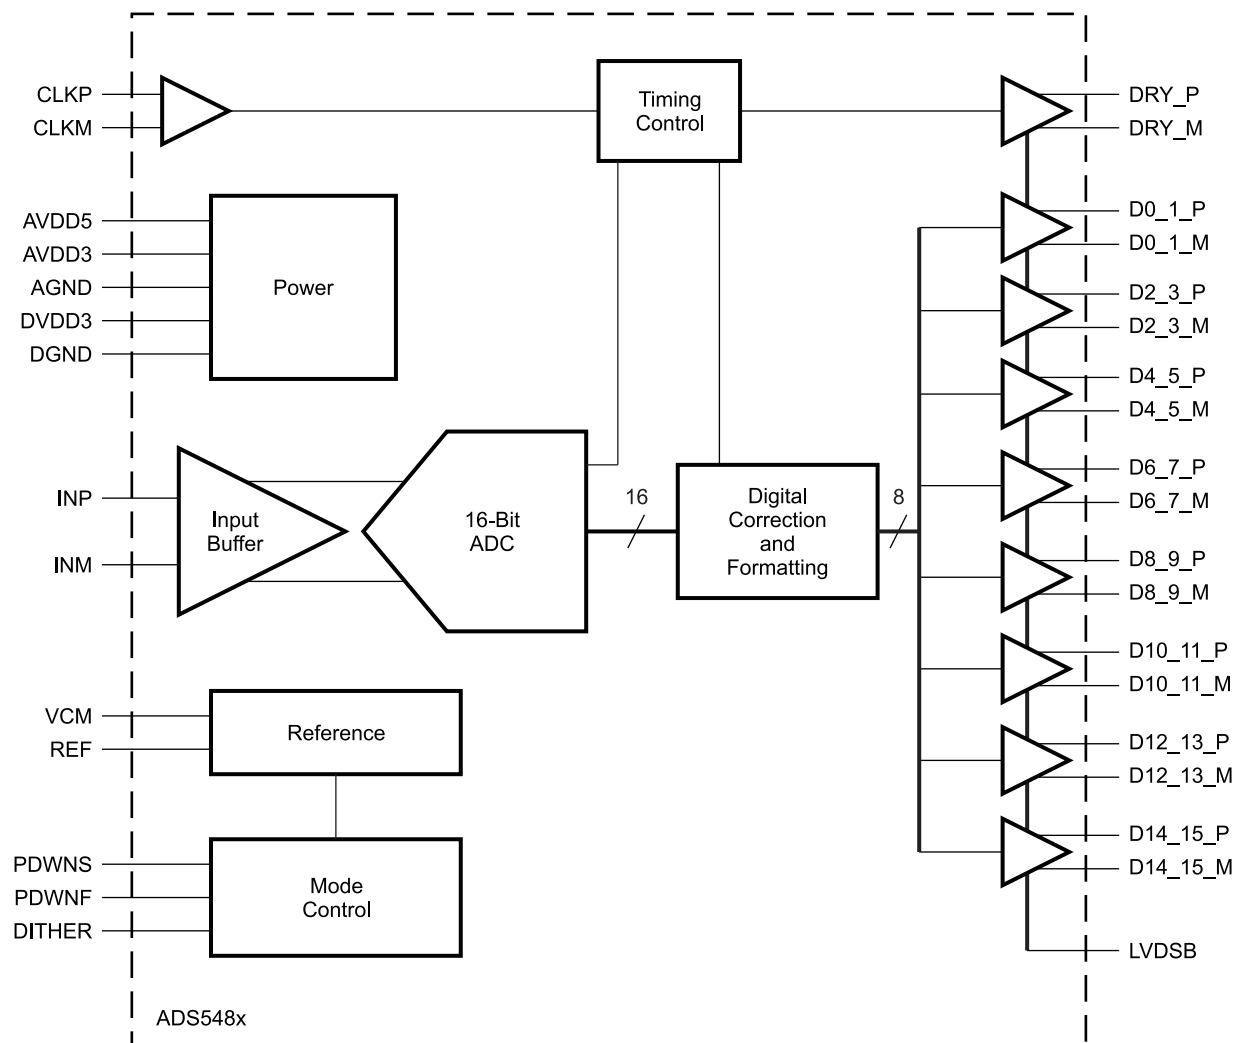 CLKP
CLKM
Timing
Control
DRY_P
DRY_M
AVDD5
AVDD3
AGND
DVDD3
DGND
Power
D0_1_P
D0_1_M
D2_3_P
D2_3_M
D4_5_P
D4_5_M
INP
INM
Input
Buffer
16-Bit
ADC
16
Digital
Correction
and
Formatting
8
D6_7_P
D6_7_M
D8_9_P
D8_9_M
D10_11_P
D10_11_M
VCM
REF
Reference
D12_13_P
D12_13_M
PDWNS
PDWNF
DITHER
Mode
Control
D14_15_P
D14_15_M
LVDSB
ADS548x